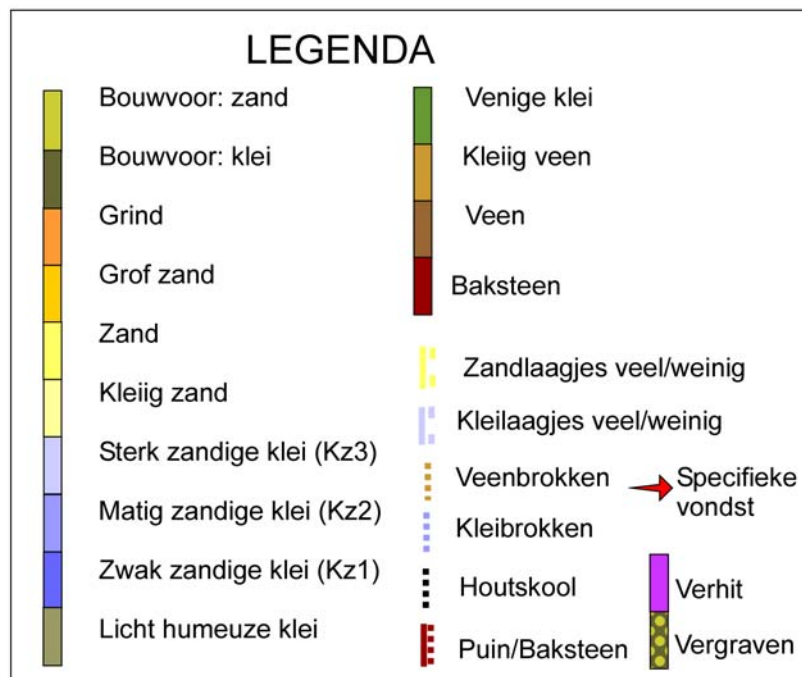 LEGENDA
Bouwvoor: zand
Bouwvoor: klei
Grind
Grof zand
Zand
Kleiig zand
Sterk zandige klei (Kz3)
Matig zandige klei (Kz2)
Zwak zandige klei (Kz1)
Licht humeuze klei
Venige klei
Kleiig veen
Veen
Baksteen
Zandlaagjes veel/weinig
Kleilaagjes veel/weinig
Veenbrokken
Kleibrokken
Houtskool
Puin/Baksteen
Specifieke
vondst
Verhit
Vergraven